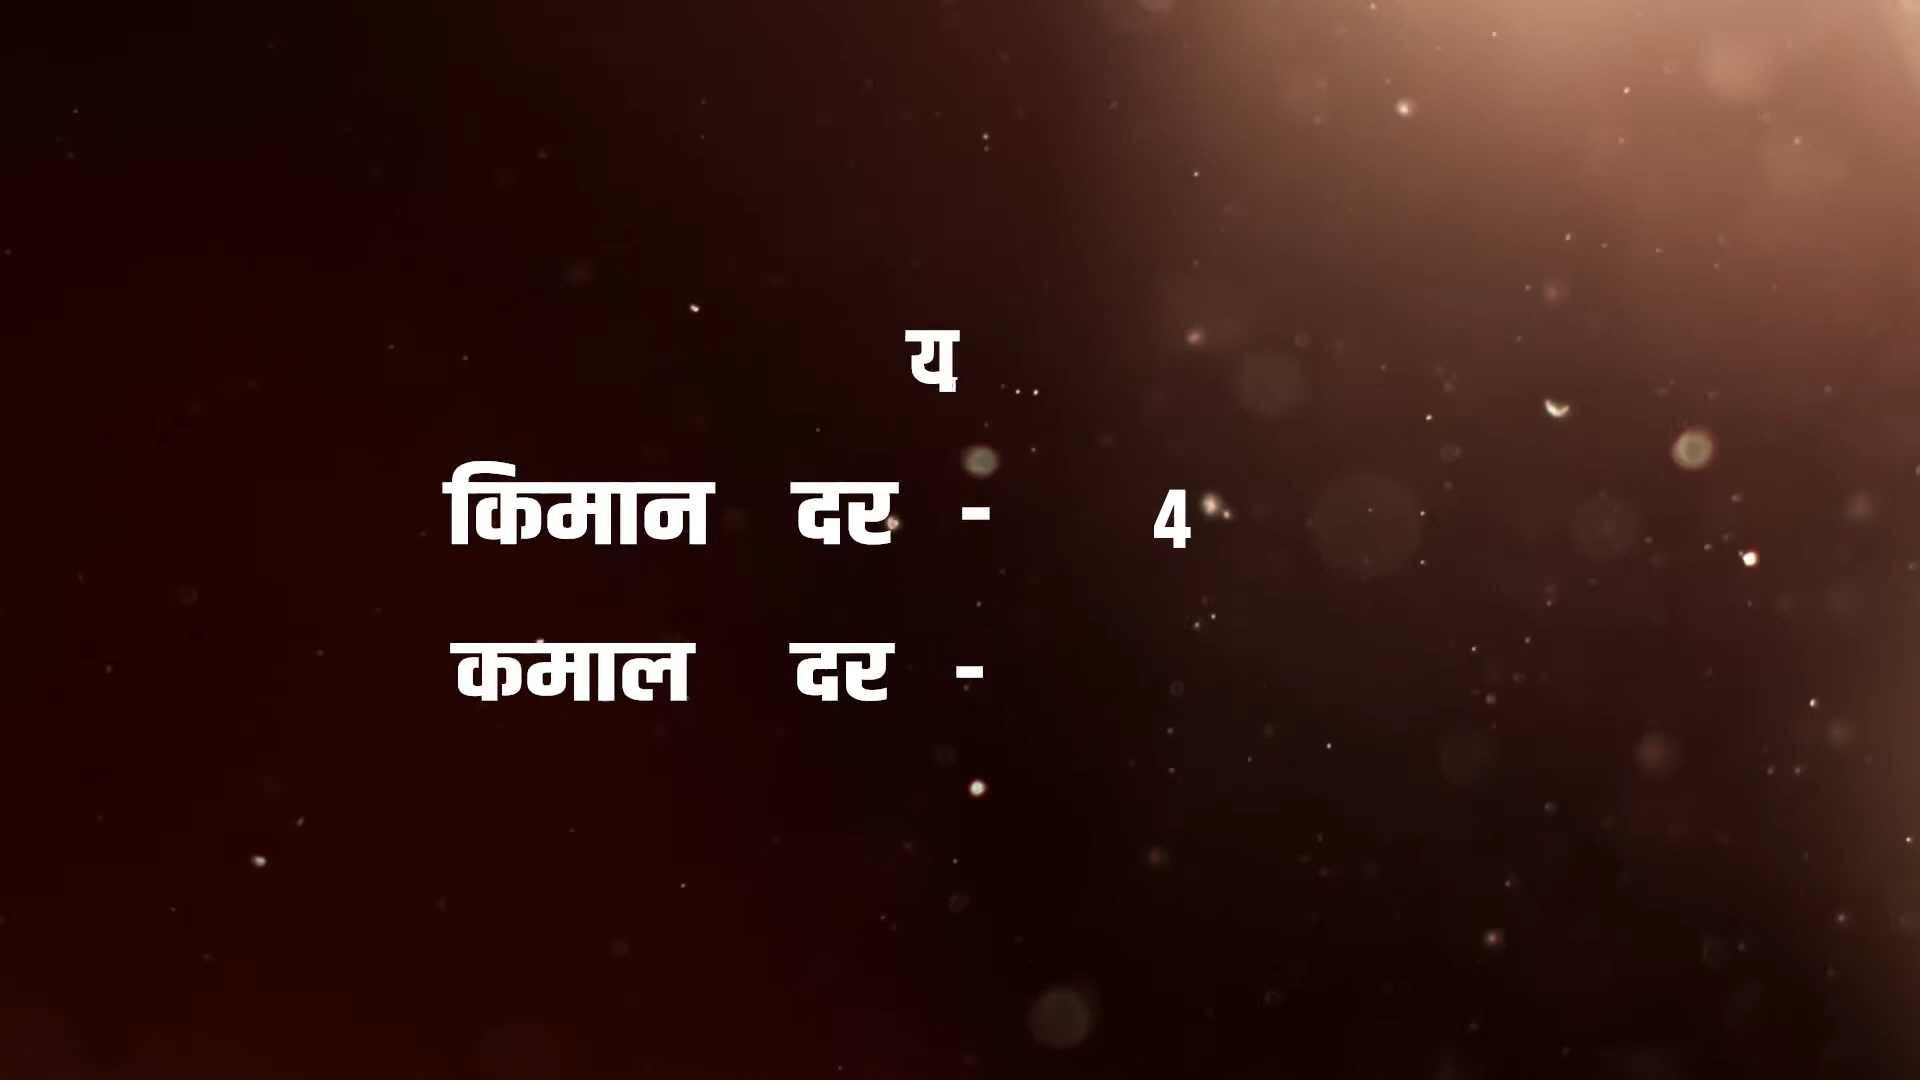 य
किमान दर - 4
कमाल दर -